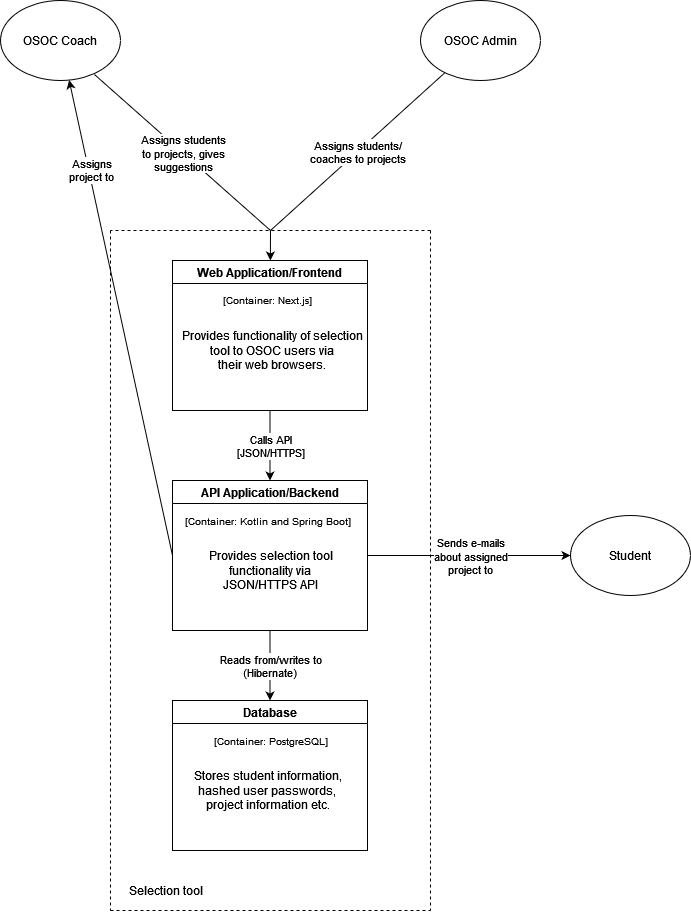 OSOC Coach
OSOC Admin
Assigns students
to projects, gives
suggestions
Assigns students/
coaches to projects
Assigns
project to
Web Application/Frontend
[Container: Next.js]
Provides functionality of selection
tool to OSOC users via
their web browsers.
Calls API
[JSON/HTTPS]
API Application/Backend
[Container: Kotlin and Spring Boot]
Provides selection tool
functionality via
JSON/HTTPS API
Sends e-mails
about assigned
project to
Student
Reads from/writes to
(Hibernate)
Database
[Container: PostgreSQL]
Stores student information,
hashed user passwords,
project information etc.
Selection tool